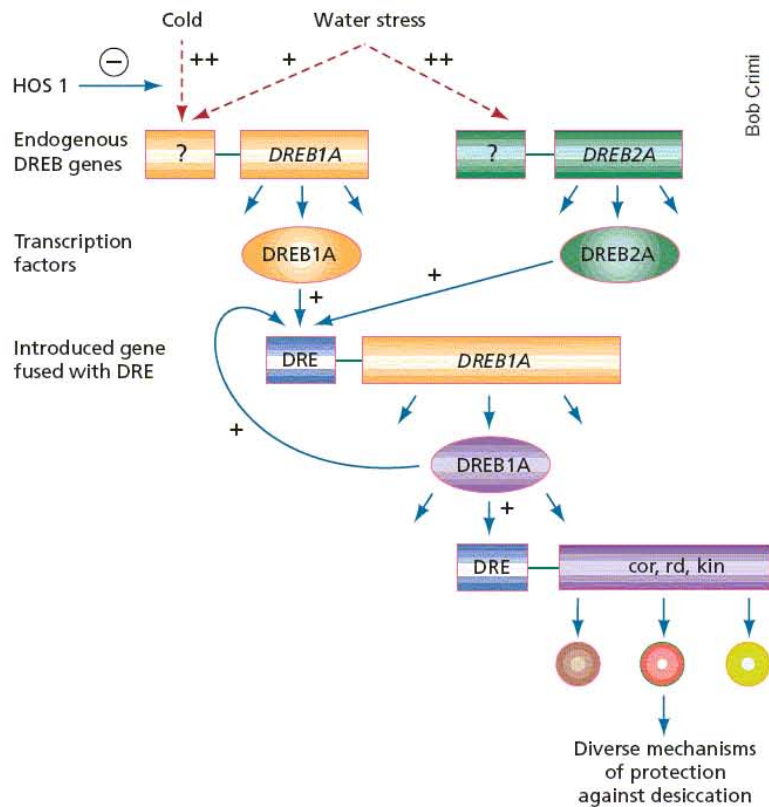 Cold
Water stress
++
+
++
−
HOS 1
Bob Crimi
Endogenous
DREB genes
?
DREB1A
?
DREB2A
Transcription
factors
DREB1A
DREB2A
+
+
Introduced gene
fused with DRE
DRE
DREB1A
+
DREB1A
+
DRE
cor, rd, kin
Diverse mechanisms
of protection
against desiccation